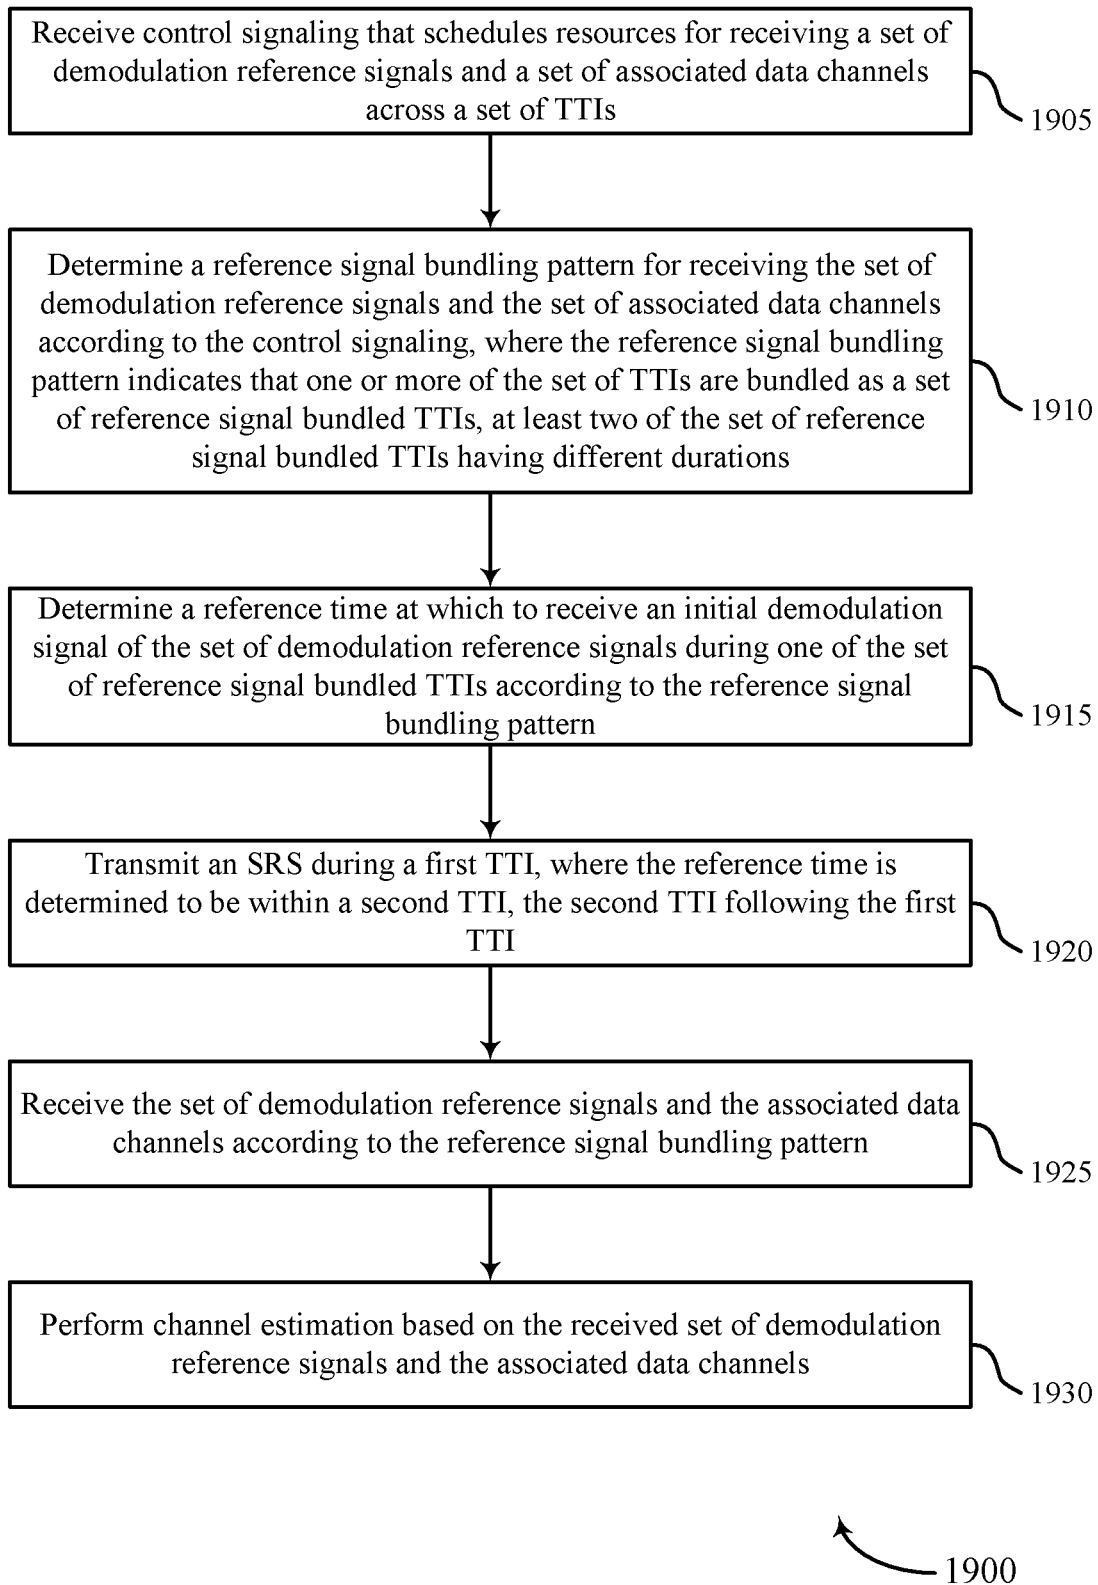 Receive control signaling that schedules resources for receiving a set of
demodulation reference signals and a set of associated data channels
across a set of TTIs
1905
Determine a reference signal bundling pattern for receiving the set of
demodulation reference signals and the set of associated data channels
according to the control signaling, where the reference signal bundling
pattern indicates that one or more of the set of TTIs are bundled as a set
of reference signal bundled TTIs, at least two of the set of reference
signal bundled TTIs having different durations
1910
Determine a reference time at which to receive an initial demodulation
signal of the set of demodulation reference signals during one of the set
of reference signal bundled TTIs according to the reference signal
bundling pattern
1915
Transmit an SRS during a first TTI, where the reference time is
determined to be within a second TTI, the second TTI following the first
TTI
1920
Receive the set of demodulation reference signals and the associated data
channels according to the reference signal bundling pattern
1925
Perform channel estimation based on the received set of demodulation
reference signals and the associated data channels
1930
1900